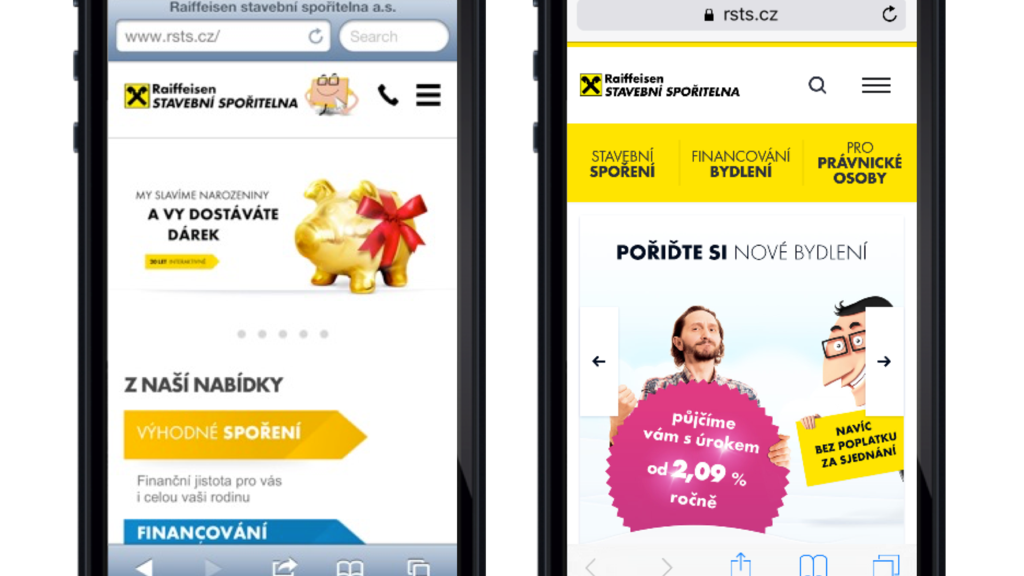 Raiffeisen stavební spořitelna a.s.
www.rsts.cz/
Search
Raiffeisen
STAVEBNÍ SPOŘITELNA
MY SLAVÍME NAROZENINY
A VY DOSTÁVÁTE
DÁREK
20 LET INTERAKTIVNĚ
Z NAŠÍ NABÍDKY
VÝHODNÉ SPOŘENÍ
Finanční jistota pro vás
i celou vaši rodinu
FINANCOVÁNÍ
rsts.cz
Raiffeisen
STAVEBNÍ SPOŘITELNA
STAVEBNÍ
SPOŘENÍ
FINANCOVÁNÍ
BYDLENÍ
PRO
PRÁVNICKÉ
OSOBY
POŘIĎTE SI NOVÉ BYDLENÍ
půjčíme
vám s úrokem
od 2,09 %
ročně
NAVÍC
BEZ POPLATKU
ZA SJEDNÁNÍ